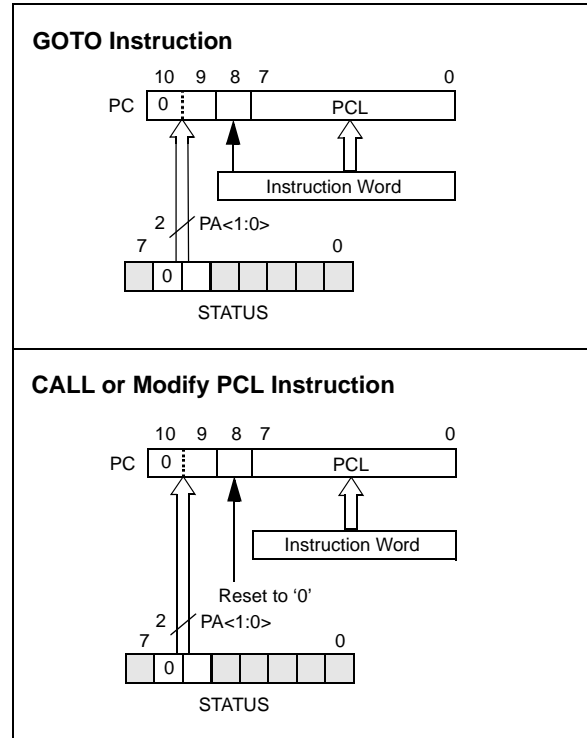 GOTO Instruction
10 9 8 7 0
PC 0 PCL
Instruction Word
2 PA<1:0>
7 0
0
STATUS
CALL or Modify PCL Instruction
10 9 8 7 0
PC 0 PCL
Instruction Word
Reset to ‘0’
2 PA<1:0>
7 0
0
STATUS